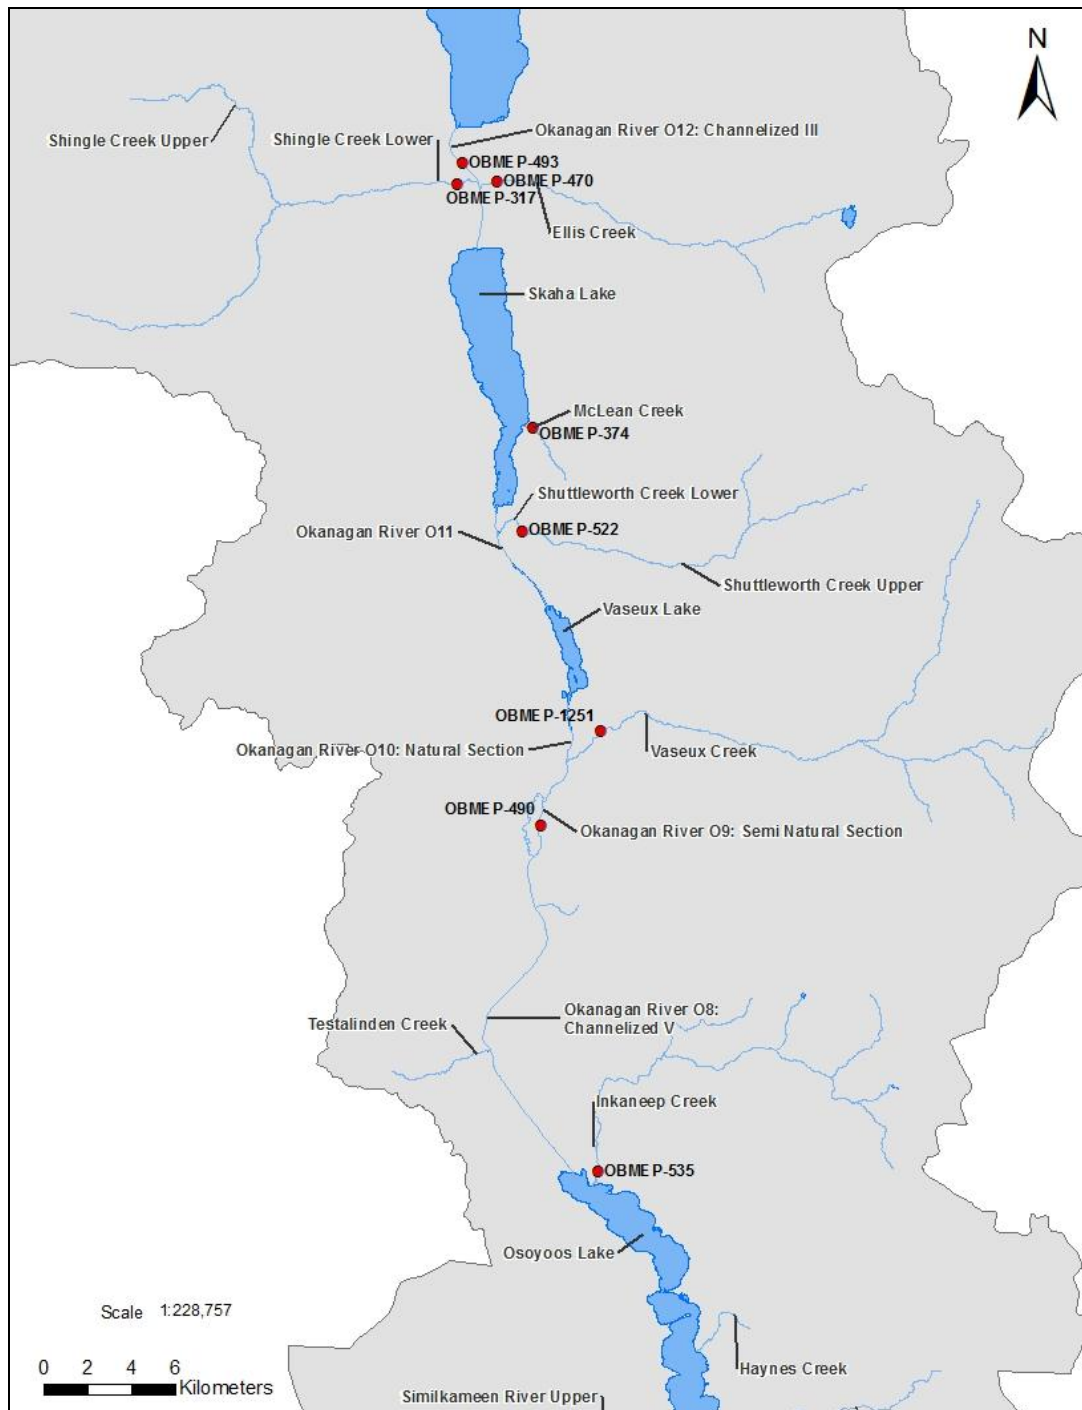 N
Okanagan River O12: Channelized III
Shingle Creek Upper
Shingle Creek Lower
OBMEP-493
OBMEP-470
OBMEP-317
Ellis Creek
Skaha Lake
McLean Creek
OBMEP-374
Shuttleworth Creek Lower
OBMEP-522
Okanagan River O11
Shuttleworth Creek Upper
Vaseux Lake
OBMEP-1251
Okanagan River O10: Natural Section
Vaseux Creek
OBMEP-490
Okanagan River O9: Semi Natural Section
Okanagan River O8:
Channelized V
Testalinden Creek
Inkaneep Creek
OBMEP-535
Osoyoos Lake
Scale 1:228,757
0 2 4 6
Kilometers
Haynes Creek
Similkameen River Upper